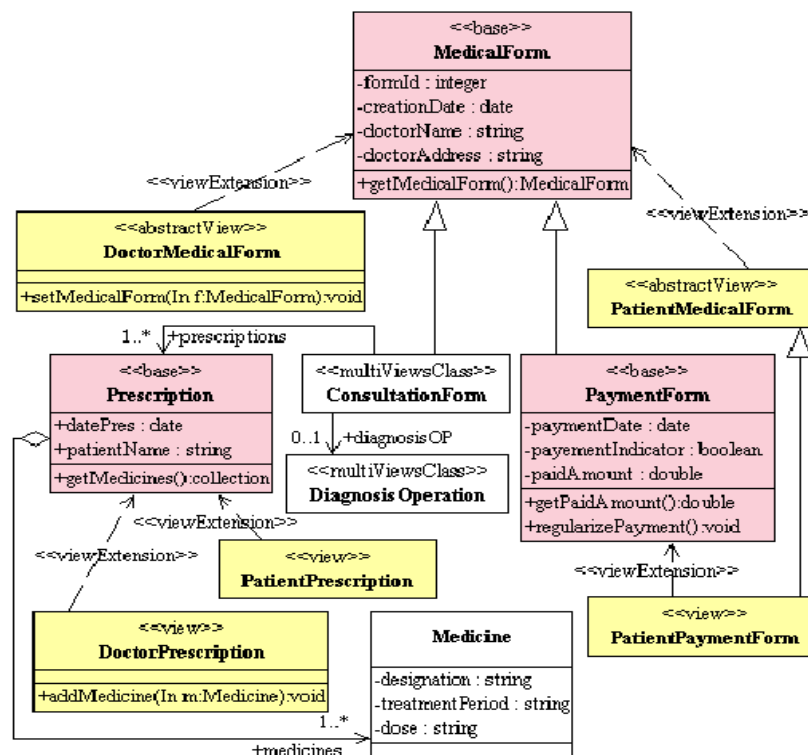 <<base>>
MedicalForm
-formId : integer
-creationDate : date
-doctorName : string
-doctorAddress : string
+getMedicalForm():MedicalForm
<<viewExtension>>
<<viewExtension>>
<<abstractView>>
DoctorMedicalForm
+setMedicalForm(In f:MedicalForm):void
<<abstractView>>
PatientMedicalForm
1..* +prescriptions
<<base>>
Prescription
+datePres : date
+patientName : string
+getMedicines():collection
<<multiViewsClass>>
ConsultationForm
0..1 +diagnosisOP
<<multiViewsClass>>
Diagnosis Operation
<<base>>
PaymentForm
-paymentDate : date
-payementIndicator : boolean
-paidAmount : double
+getPaidAmount():double
+regularizePayment():void
<<viewExtension>>
<<viewExtension>>
<<view>>
PatientPrescription
<<viewExtension>>
<<view>>
PatientPaymentForm
<<view>>
DoctorPrescription
+addMedicine(In m:Medicine):void
Medicine
-designation : string
-treatmentPeriod : string
-dose : string
1..*
+medicines